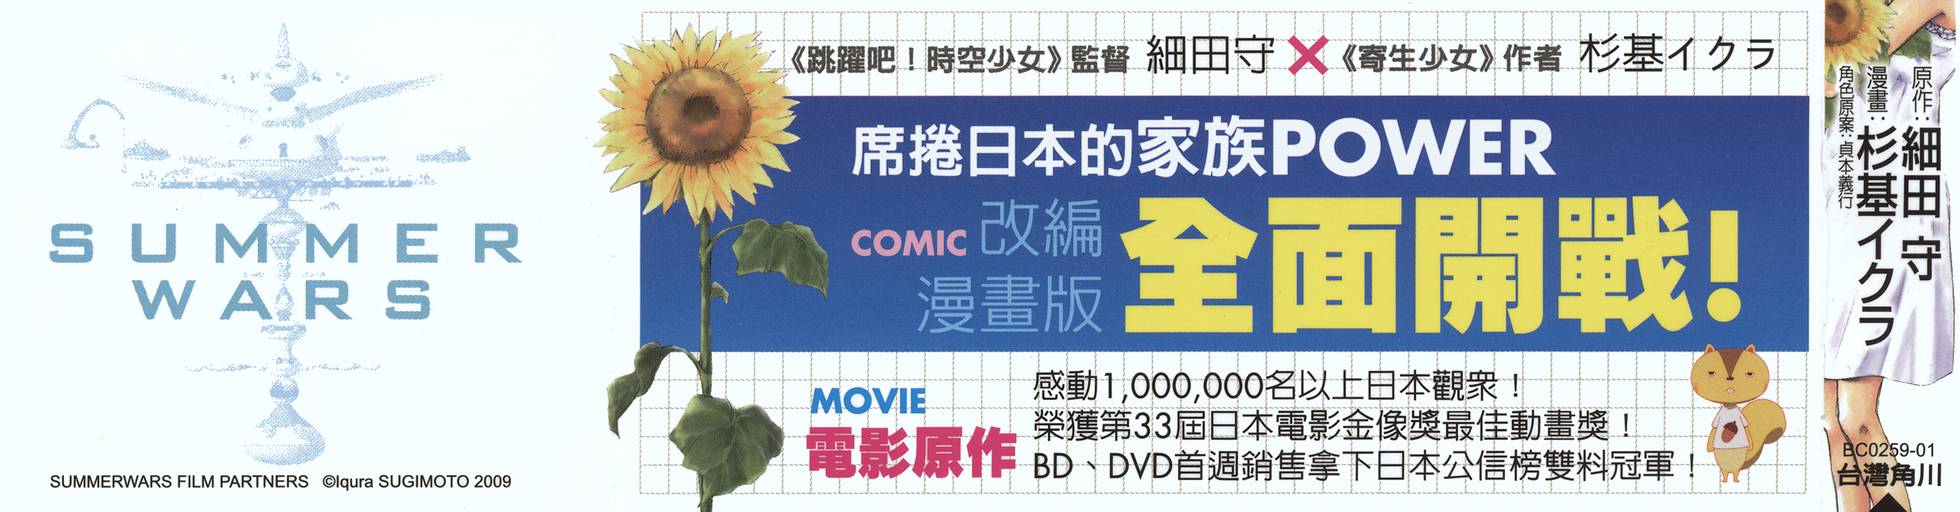 SUMMER
WARS
SUMMERWARS FILM PARTNERS ©Iqura SUGIMOTO 2009
《跳躍吧！時空少女》監督 細田守 ✕《寄生少女》作者 杉基イクラ
席捲日本的家族POWER
COMIC 改編
漫畫版
全面開戰！
MOVIE
電影原作
感動1,000,000名以上日本觀衆！
榮獲第33屆日本電影金像獎最佳動畫獎！
BD、DVD首週銷售拿下日本公信榜雙料冠軍！
原作：細田 守
漫畫：杉基イクラ
角色原案：貞本義行
BC0259-01
台灣角川